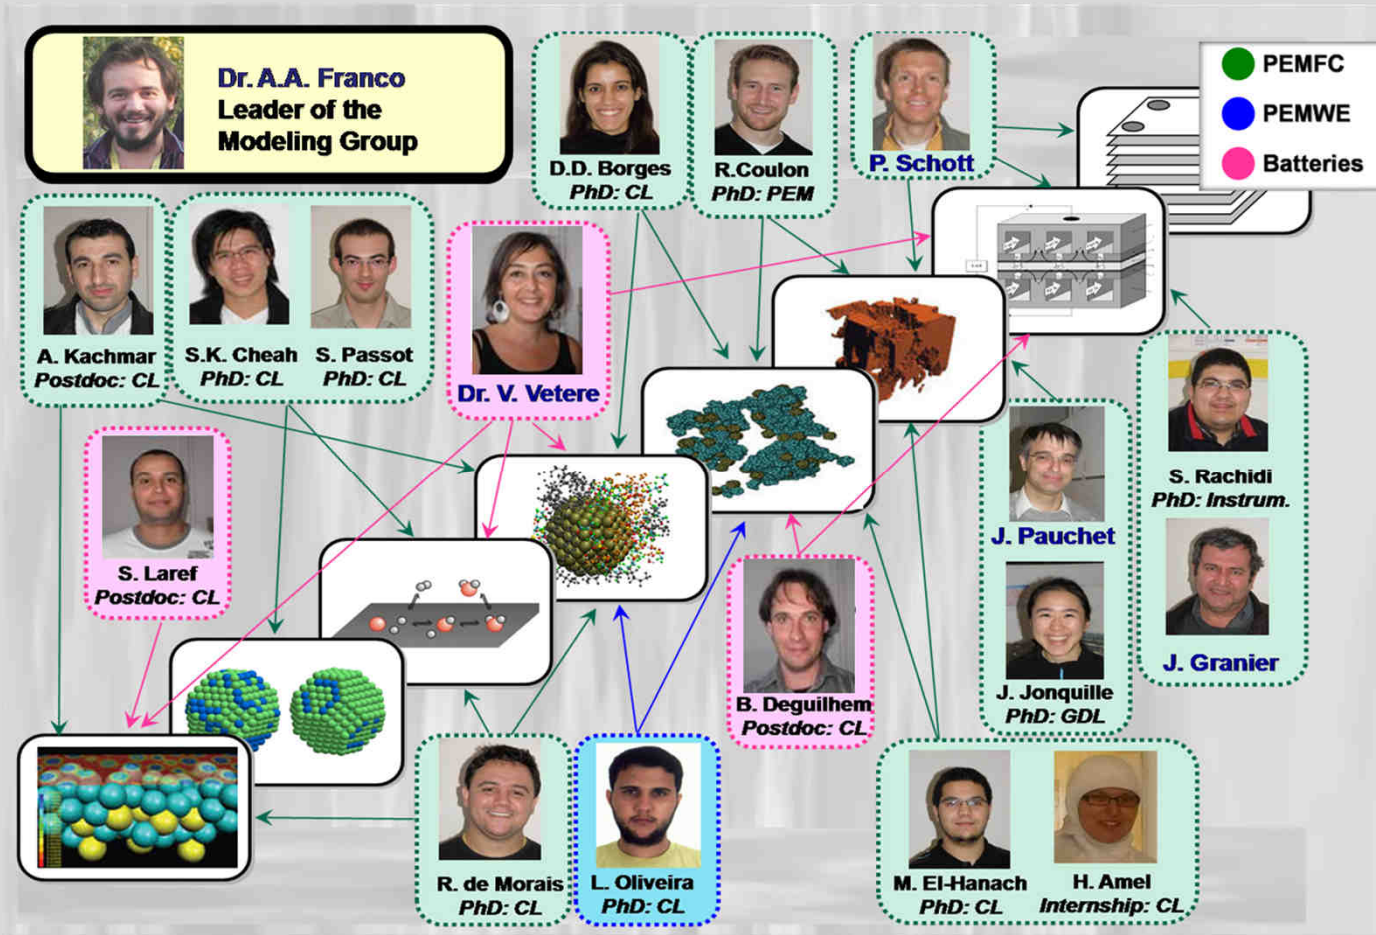 Dr. A.A. Franco
Leader of the
Modeling Group
D.D. Borges
PhD: CL
R.Coulon
PhD: PEM
P. Schott
PEMFC
PEMWE
Batteries
A. Kachmar
Postdoc: CL
S.K. Cheah
PhD: CL
S. Passot
PhD: CL
Dr. V. Vetere
S. Laref
Postdoc: CL
S. Rachidi
PhD: Instrum.
J. Pauchet
J. Granier
J. Jonquille
PhD: GDL
B. Deguilhem
Postdoc: CL
R. de Morais
PhD: CL
L. Oliveira
PhD: CL
M. El-Hanach
PhD: CL
H. Amel
Internship: CL